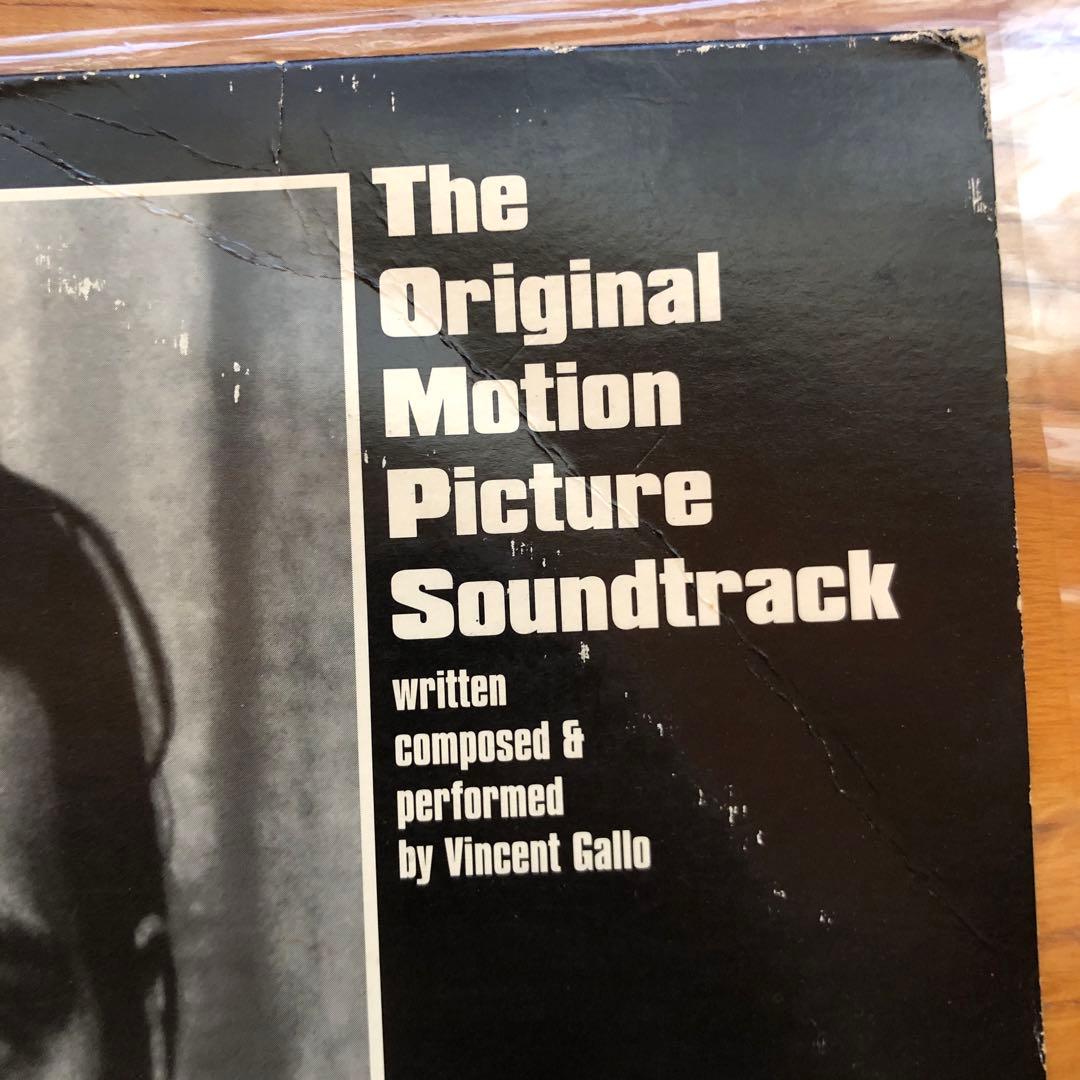 The
Original
Motion
Picture
Soundtrack
written
composed &
performed
by Vincent Gallo